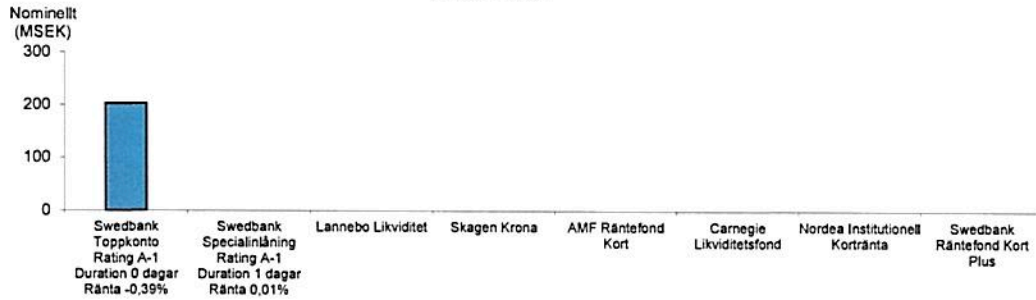 Nominellt
(MSEK)
300
200
100
0
Swedbank
Toppkonto
Rating A-1
Duration 0 dagar
Ränta -0,39%
Swedbank
Specialinlåning
Rating A-1
Duration 1 dagar
Ränta 0,01%
Lannebo Likviditet
Skagen Krona
AMF Räntefond
Kort
Carnegie
Likviditetsfond
Nordea Institutionell
Kortränta
Swedbank
Räntefond Kort
Plus